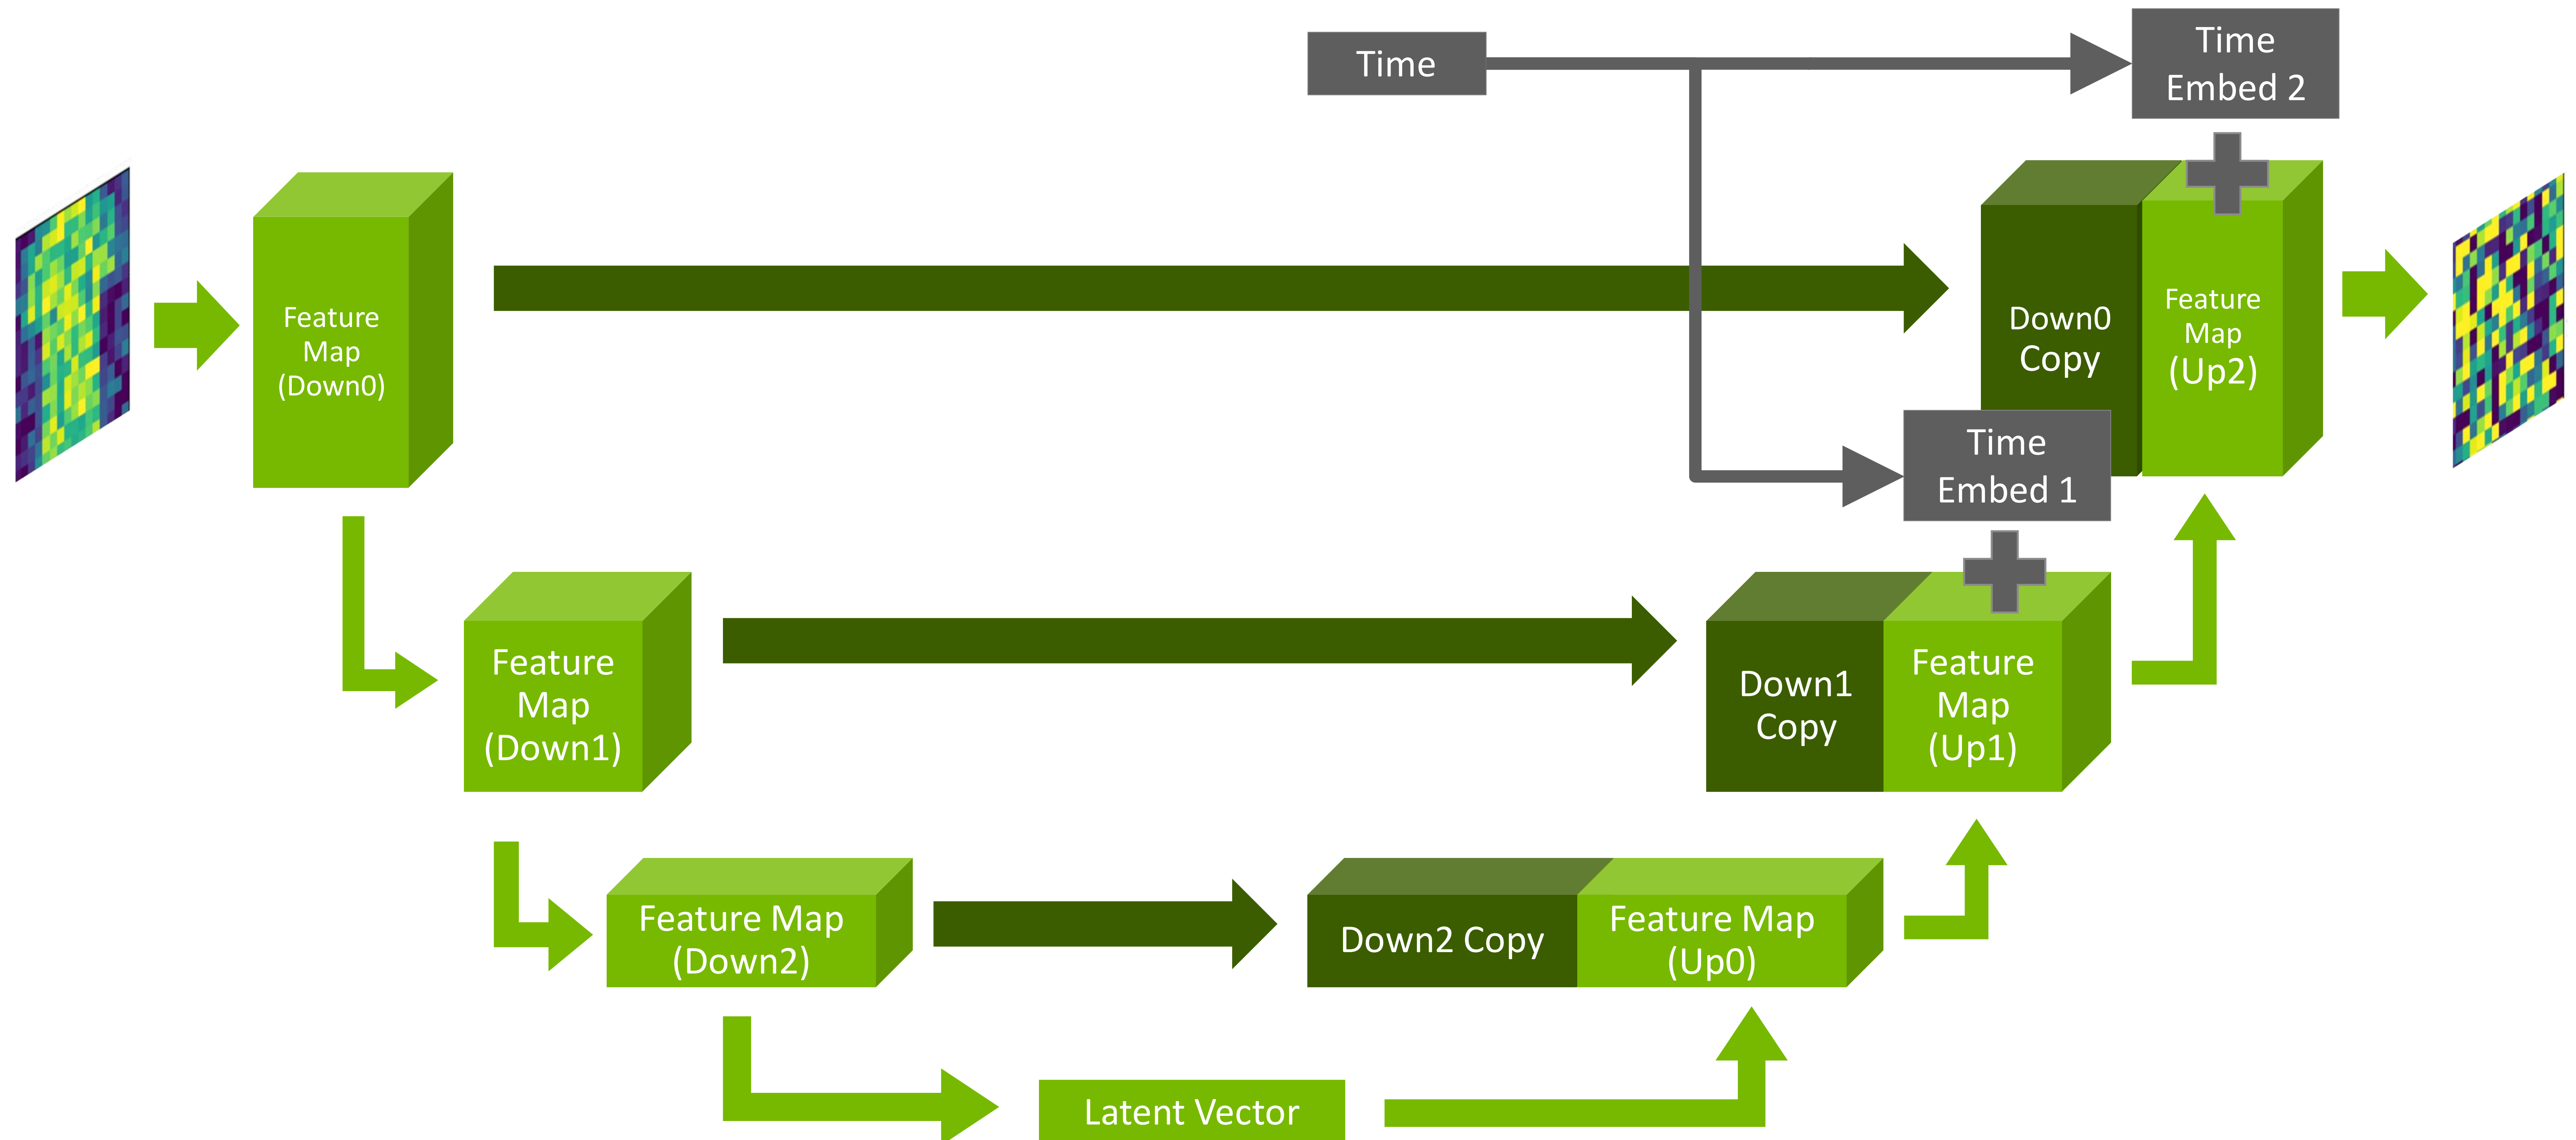 Time
Time
Embed 2
Feature
Map
(Down0)
Down0
Copy
Feature
Map
(Up2)
Time
Embed 1
Feature
Map
(Down1)
Down1
Copy
Feature
Map
(Up1)
Feature Map
(Down2)
Down2 Copy
Feature Map
(Up0)
Latent Vector